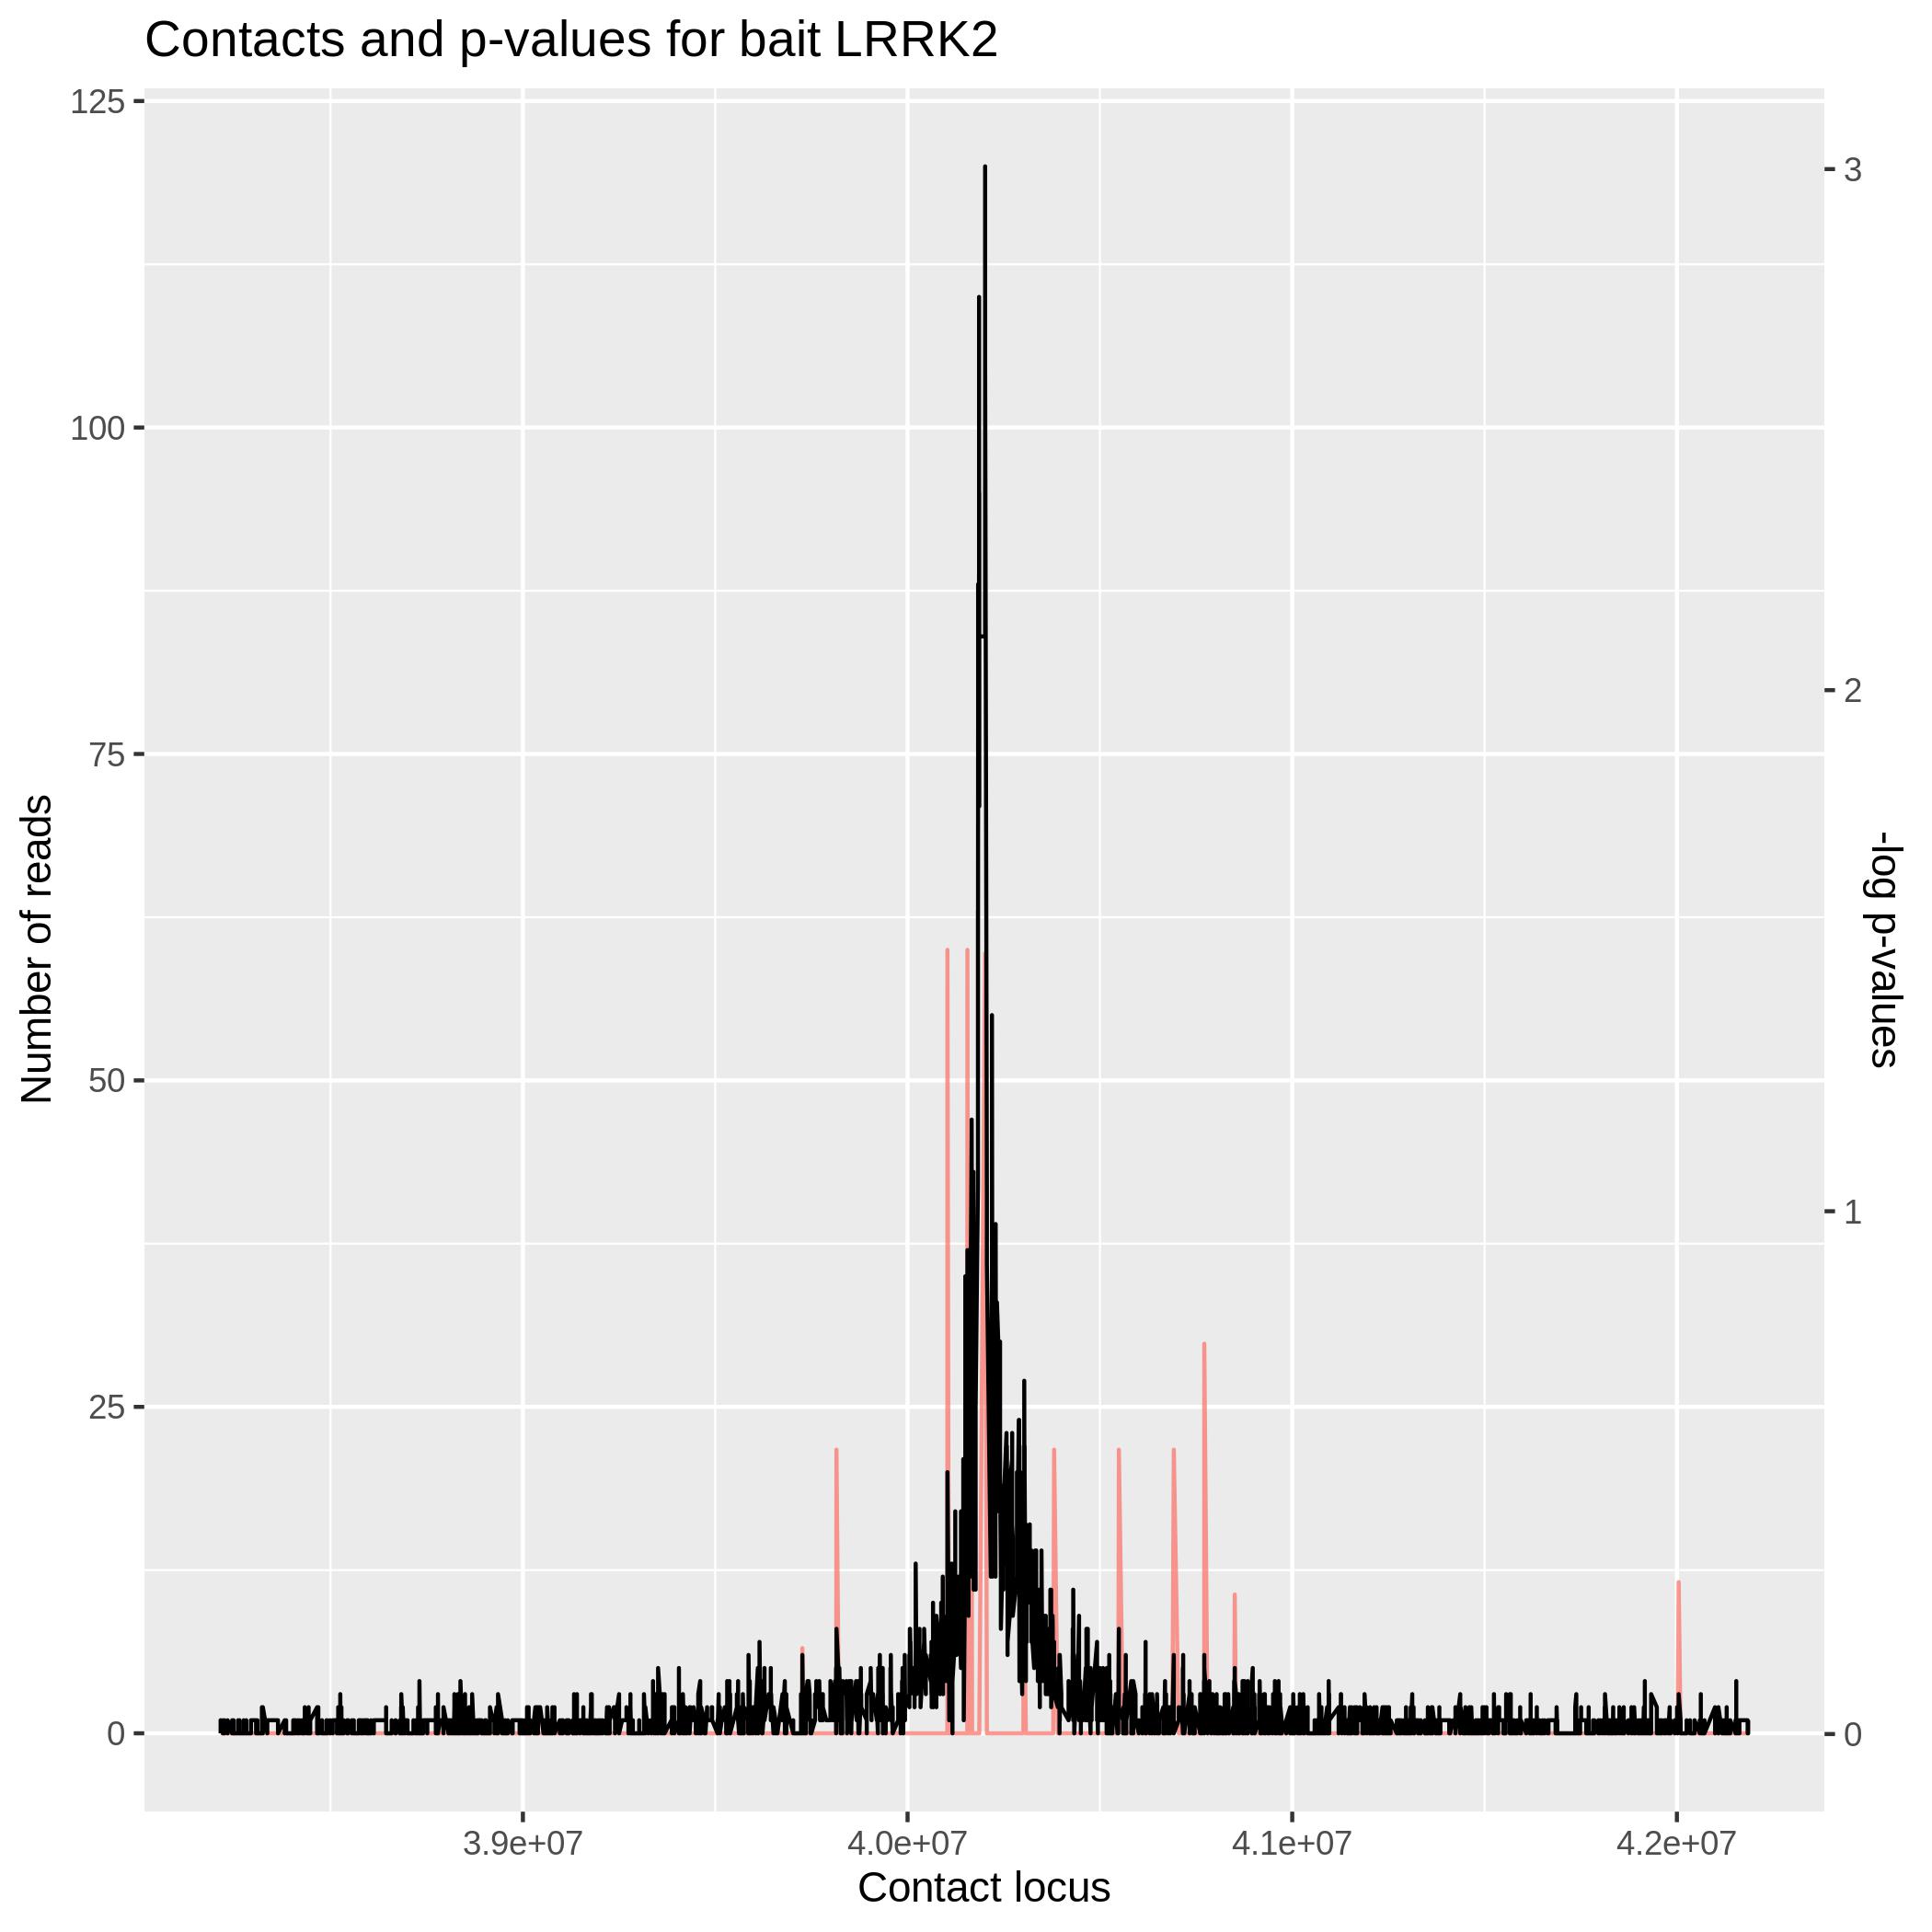 Contacts and p-values for bait LRRK2
125
100
75
50
25
0
Number of reads
3
2
1
0
-log p-values
3.9e+07
4.0e+07
4.1e+07
4.2e+07
Contact locus